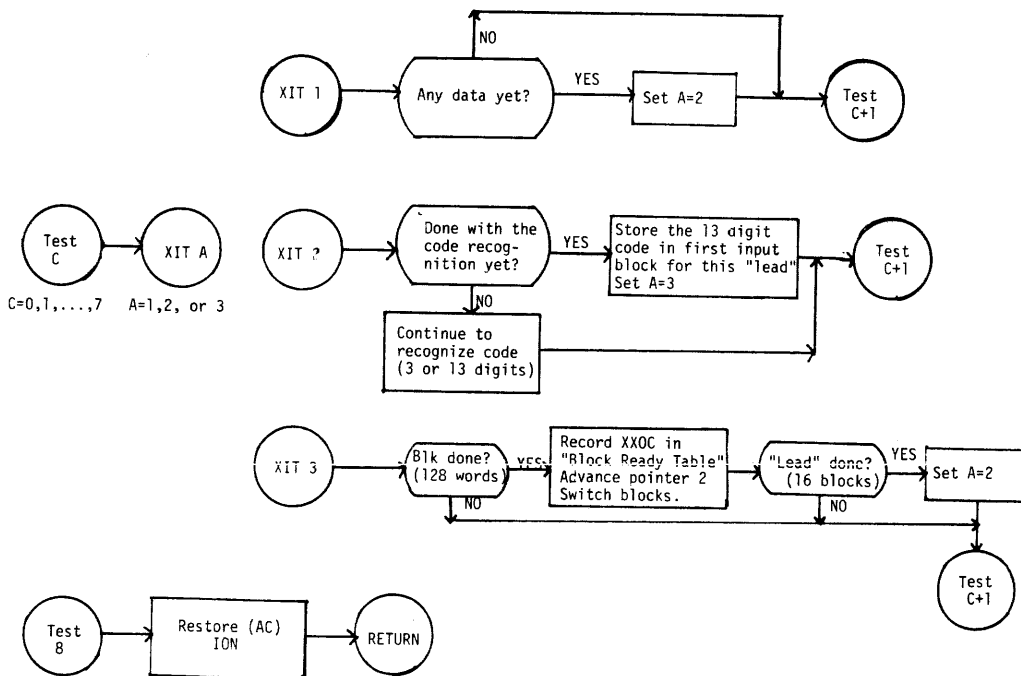 NO
XIT 1
Any data yet?
YES
Set A=2
Test
C+1
Test
C
XIT A
C=0,1,...,7
A=1,2, or 3
XIT 2
Done with the
code recog-
nition yet?
YES
Store the 13 digit
code in first input
block for this "lead"
Set A=3
Test
C+1
NO
Continue to
recognize code
(3 or 13 digits)
XIT 3
Blk done?
(128 words)
YES
Record XXOC in
"Block Ready Table"
Advance pointer 2
Switch blocks.
"Lead" done?
(16 blocks)
YES
Set A=2
NO
NO
Test
C+1
Test
8
Restore (AC)
ION
RETURN